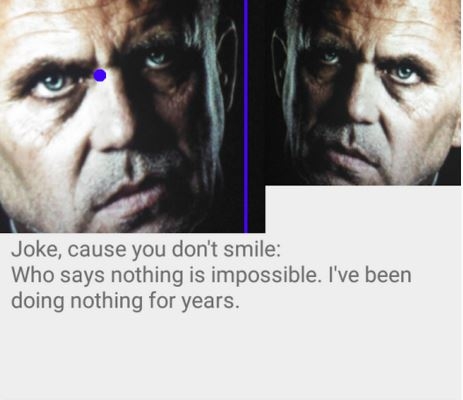 Joke, cause you don't smile:
Who says nothing is impossible. I've been
doing nothing for years.